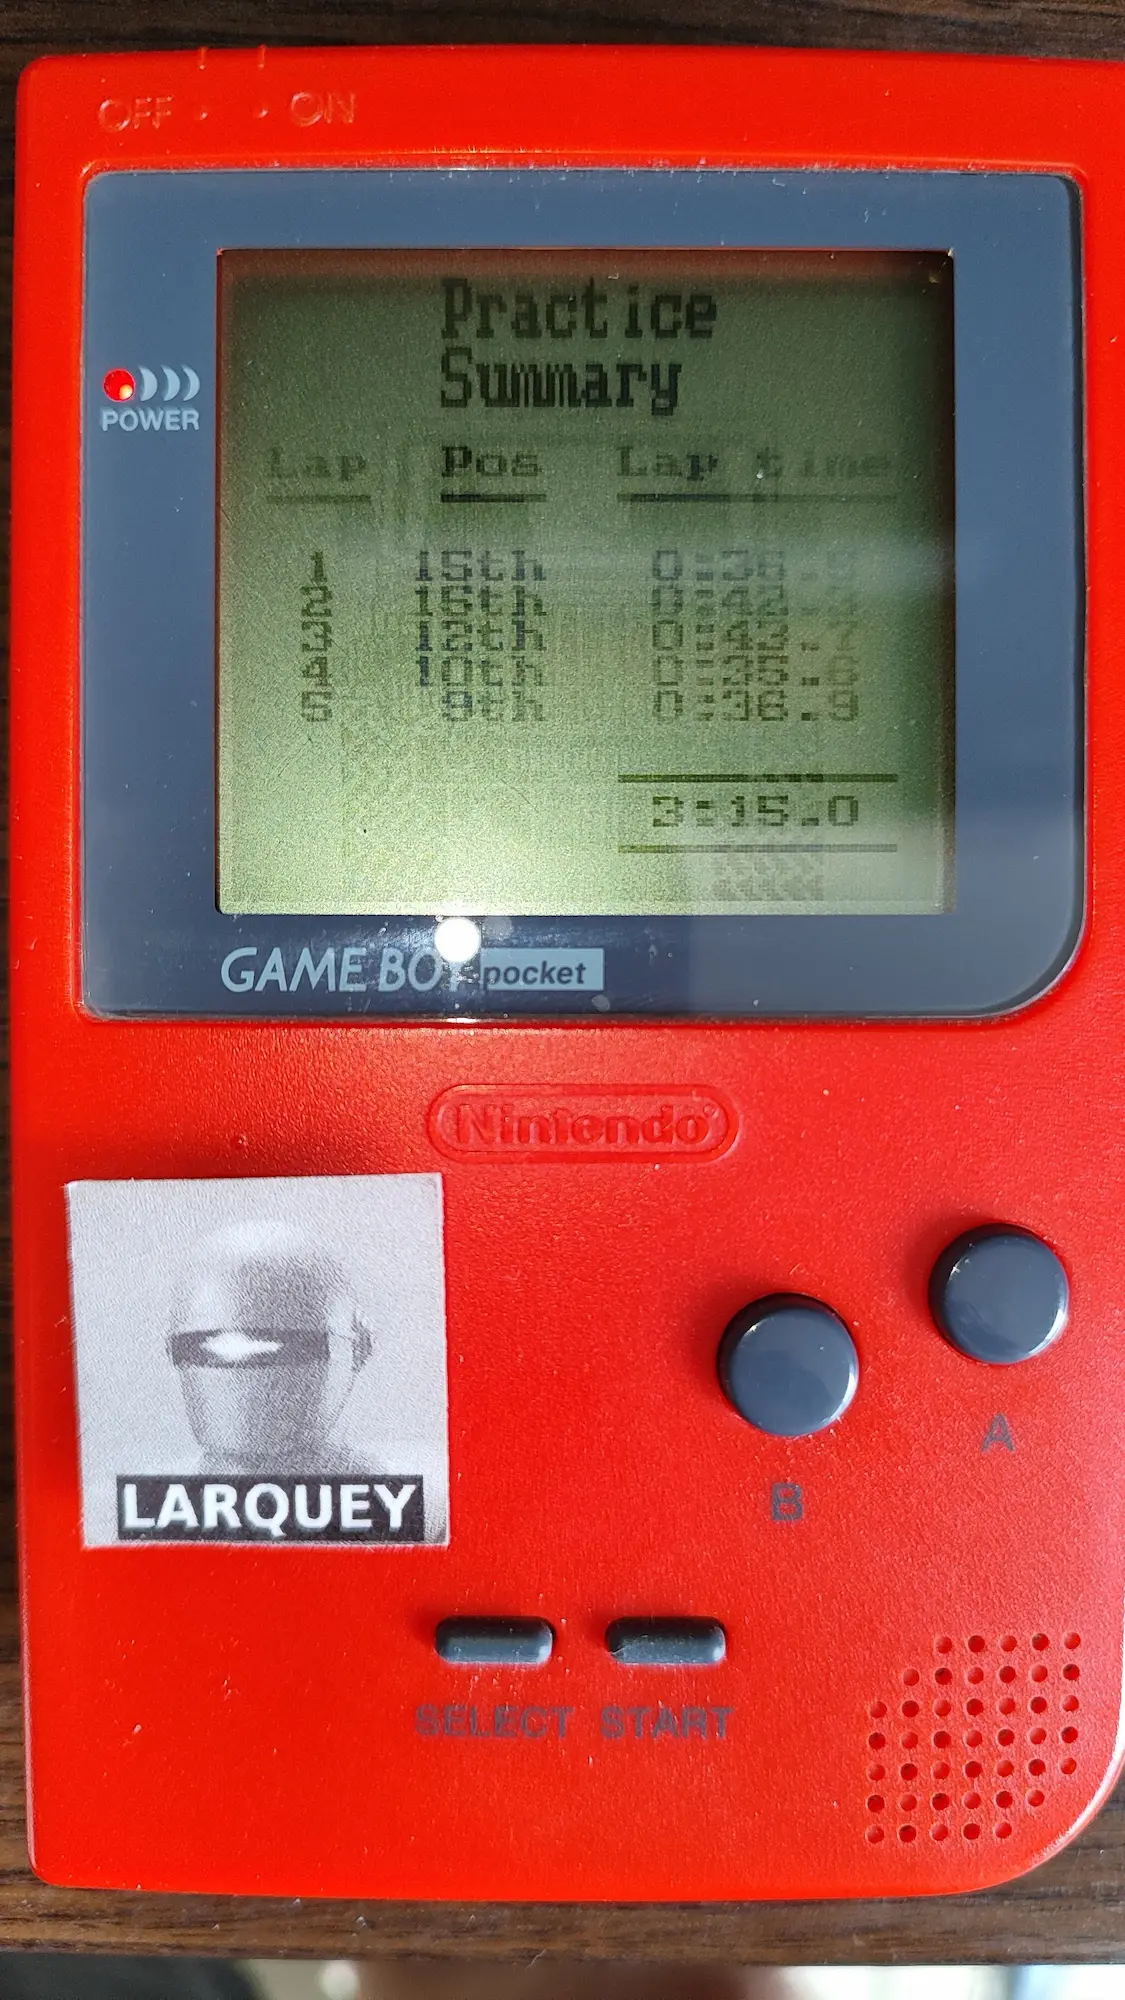 OFF ON
Practice
Summary
Lap Pos Lap time
1 15th
2 15th
3 12th 0:43.7
4 10th
5 9th 0:36.9
3:15.0
POWER
GAME BOY pocket
Nintendo
LARQUEY
A
B
SELECT START